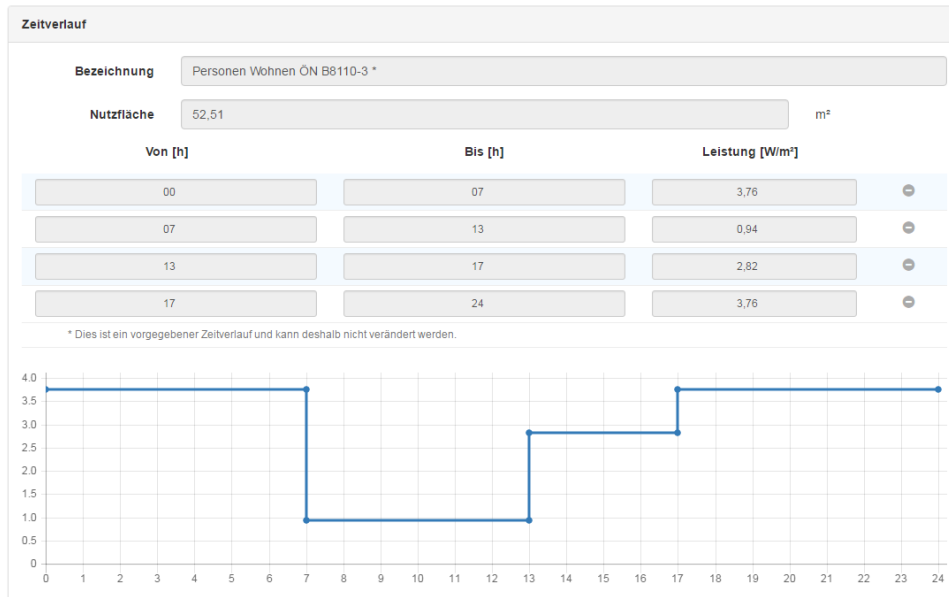 Zeitverlauf
Bezeichnung Personen Wohnen ÖN B8110-3 *
Nutzfläche 52,51 m²
Von [h] Bis [h] Leistung [W/m²]
00 07 3,76
07 13 0,94
13 17 2,82
17 24 3,76
* Dies ist ein vorgegebener Zeitverlauf und kann deshalb nicht verändert werden.
4.0
3.5
3.0
2.5
2.0
1.5
1.0
0.5
0
0 1 2 3 4 5 6 7 8 9 10 11 12 13 14 15 16 17 18 19 20 21 22 23 24